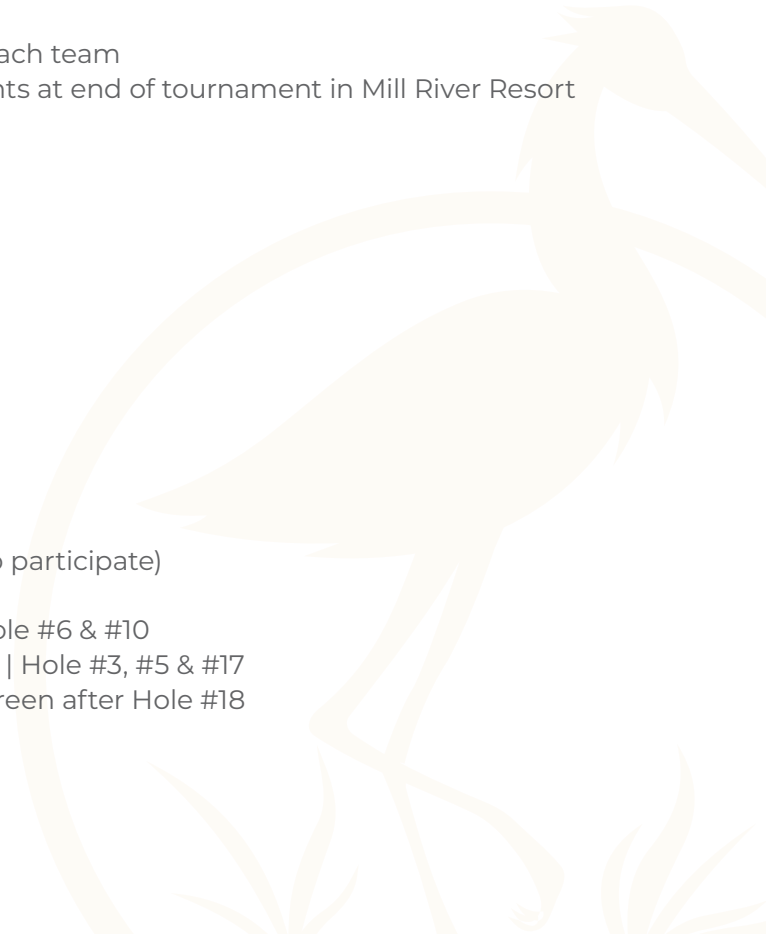 ach team
nts at end of tournament in Mill River Resort
participate)
ole #6 & #10
| Hole #3, #5 & #17
reen after Hole #18